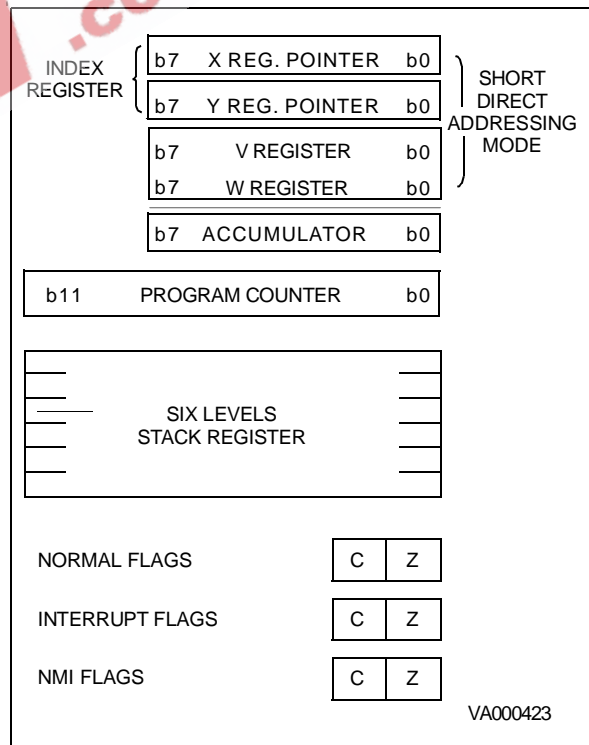 INDEX
REGISTER
b7 X REG. POINTER b0
b7 Y REG. POINTER b0
b7 V REGISTER b0
b7 W REGISTER b0
SHORT
DIRECT
ADDRESSING
MODE
b7 ACCUMULATOR b0
b11 PROGRAM COUNTER b0
SIX LEVELS
STACK REGISTER
NORMAL FLAGS C Z
INTERRUPT FLAGS C Z
NMI FLAGS C Z
VA000423